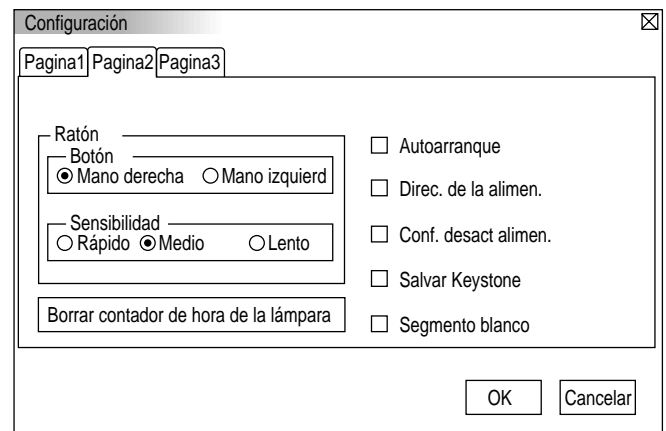 Configuración
Pagina1 Pagina2 Pagina3
Ratón
Botón
Mano derecha Mano izquierd
Sensibilidad
Rápido Medio Lento
Borrar contador de hora de la lámpara
Autoarranque
Direc. de la alimen.
Conf. desact alimen.
Salvar Keystone
Segmento blanco
OK Cancelar